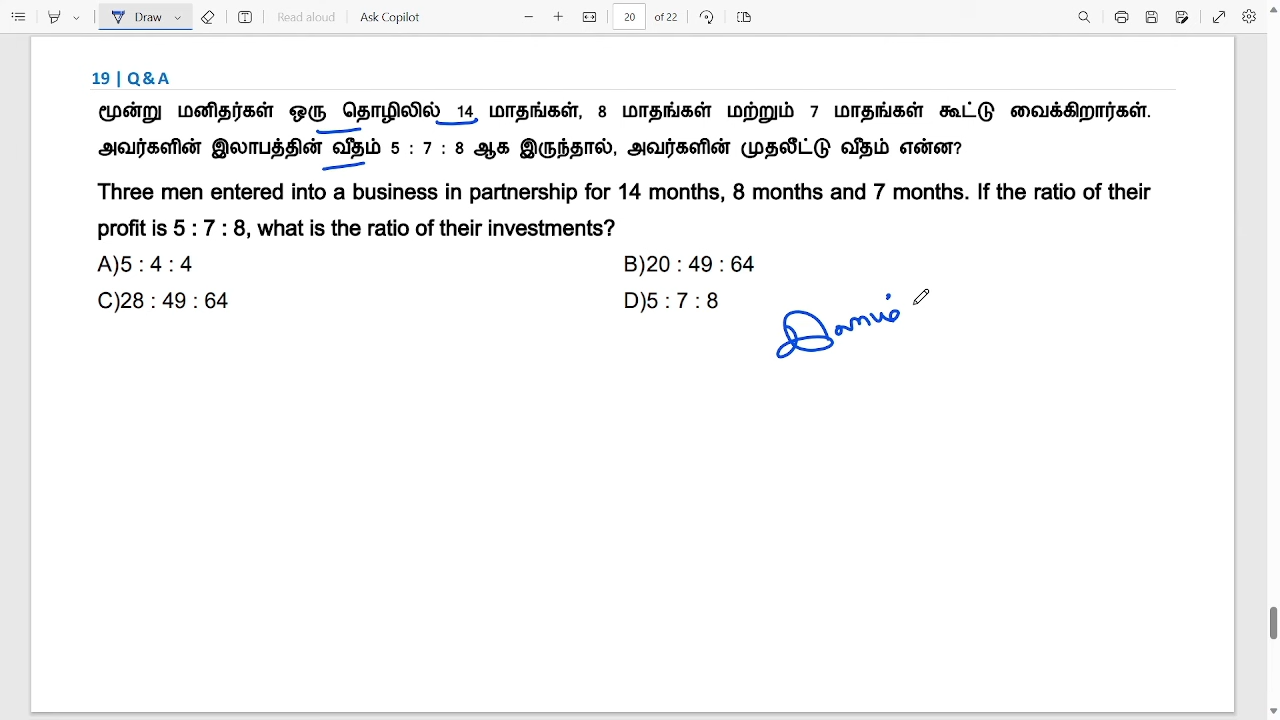 Draw
Read aloud
Ask Copilot
20 of 22
19 | Q&A
மூன்று மனிதர்கள் ஒரு தொழிலில் 14 மாதங்கள், 8 மாதங்கள் மற்றும் 7 மாதங்கள் கூட்டு வைக்கிறார்கள்.
அவர்களின் இலாபத்தின் வீதம் 5 : 7 : 8 ஆக இருந்தால், அவர்களின் முதலீட்டு வீதம் என்ன?
Three men entered into a business in partnership for 14 months, 8 months and 7 months. If the ratio of their
profit is 5 : 7 : 8, what is the ratio of their investments?
A)5 : 4 : 4 B)20 : 49 : 64
C)28 : 49 : 64 D)5 : 7 : 8